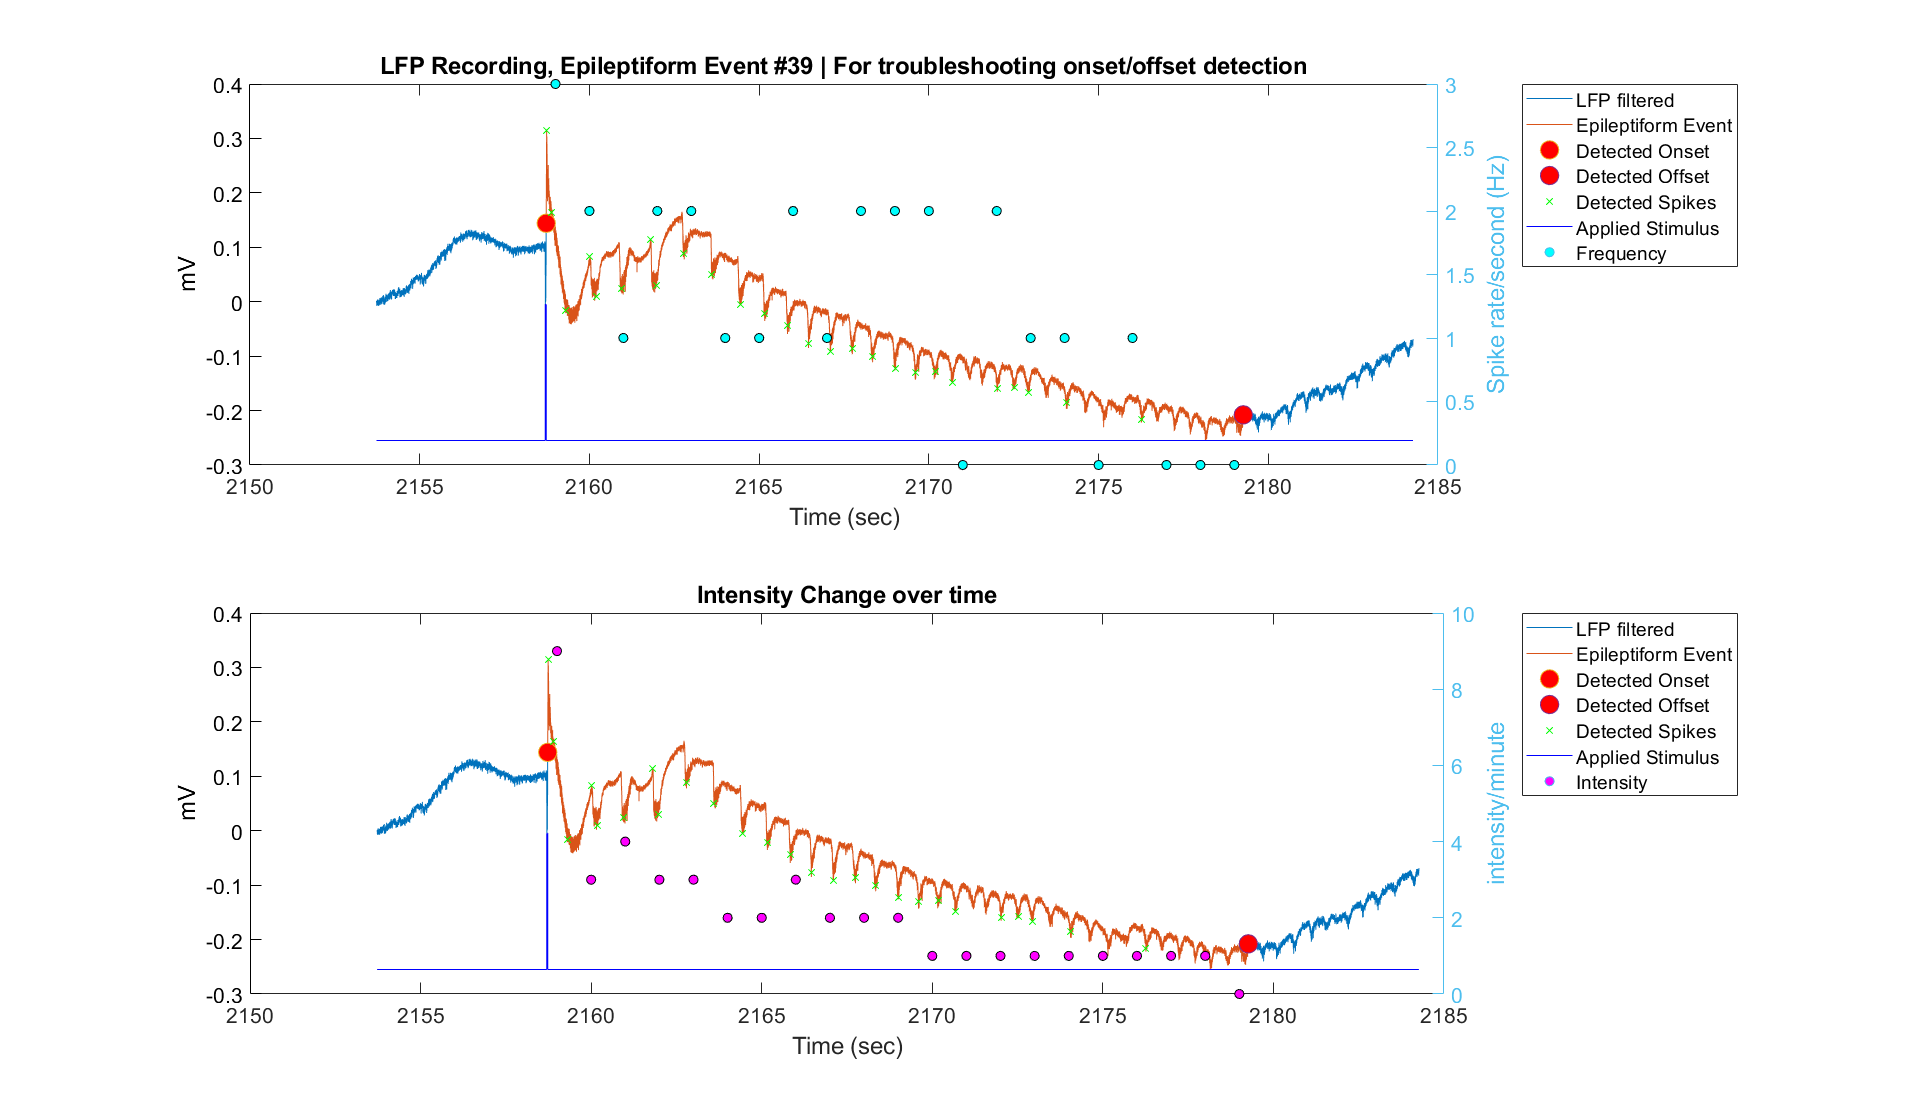 LFP Recording, Epileptiform Event #39 | For troubleshooting onset/offset detection
0.4
0.3
0.2
0.1
0
-0.1
-0.2
-0.3
mV
2150 2155 2160 2165 2170 2175 2180 2185
Time (sec)
3
2.5
2
1.5
1
0.5
0
Spike rate/second (Hz)
LFP filtered
Epileptiform Event
Detected Onset
Detected Offset
Detected Spikes
Applied Stimulus
Frequency
Intensity Change over time
0.4
0.3
0.2
0.1
0
-0.1
-0.2
-0.3
mV
2150 2155 2160 2165 2170 2175 2180 2185
Time (sec)
10
8
6
4
2
0
intensity/minute
LFP filtered
Epileptiform Event
Detected Onset
Detected Offset
Detected Spikes
Applied Stimulus
Intensity